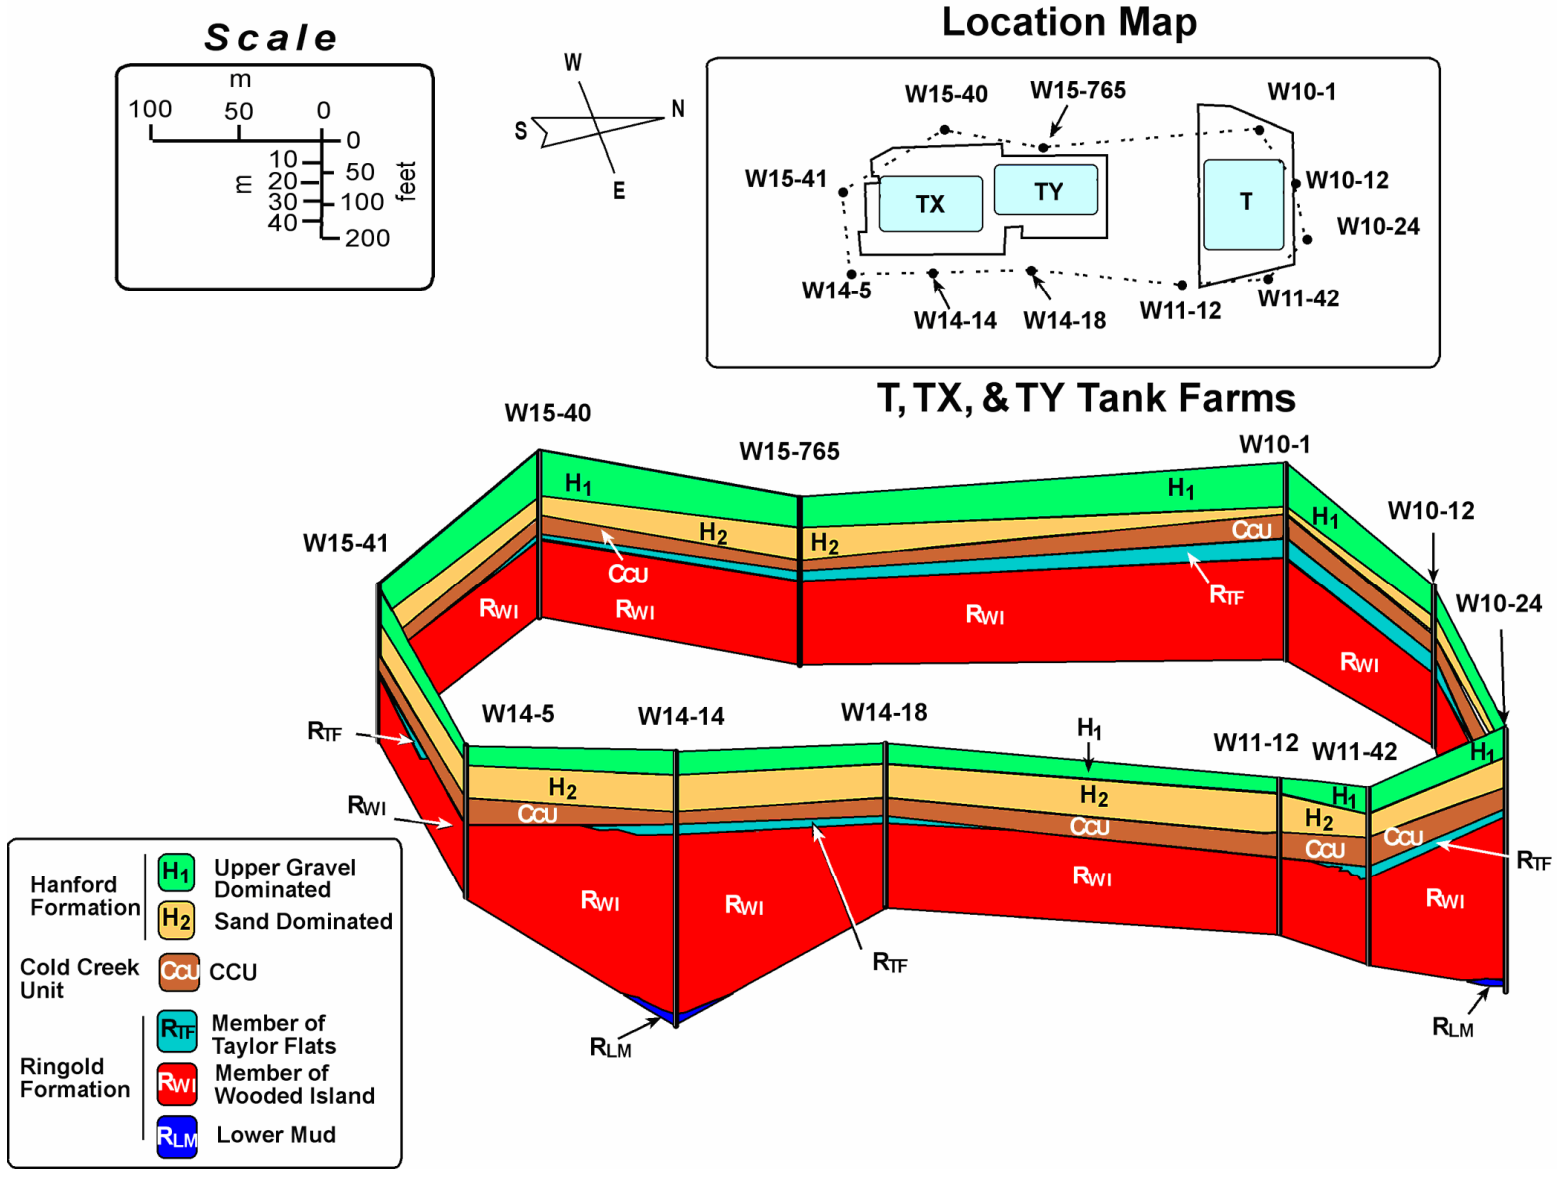 Scale
m
100 50 0
0
10
20
30
40
m
50
100
200
feet
W
S
N
E
Location Map
W15-40
W15-765
W10-1
W15-41
TX
TY
T
W10-12
W10-24
W14-5
W14-14
W14-18
W11-12
W11-42
T, TX, & TY Tank Farms
W15-40
W15-765
W10-1
W10-12
W15-41
W10-24
H1
H1
H1
H2
H2
CCU
CCU
RTF
RWI
RWI
RWI
RWI
W14-5
W14-14
W14-18
H1
W11-12
W11-42
RTF
H1
RWI
H2
H2
H1
H2
CCU
CCU
CCU
CCU
RTF
RWI
RWI
RWI
RWI
RTF
RLM
RLM
Hanford
Formation
H1 Upper Gravel
Dominated
H2 Sand Dominated
Cold Creek
Unit
CCU CCU
Ringold
Formation
RTF Member of
Taylor Flats
RWI Member of
Wooded Island
RLM Lower Mud